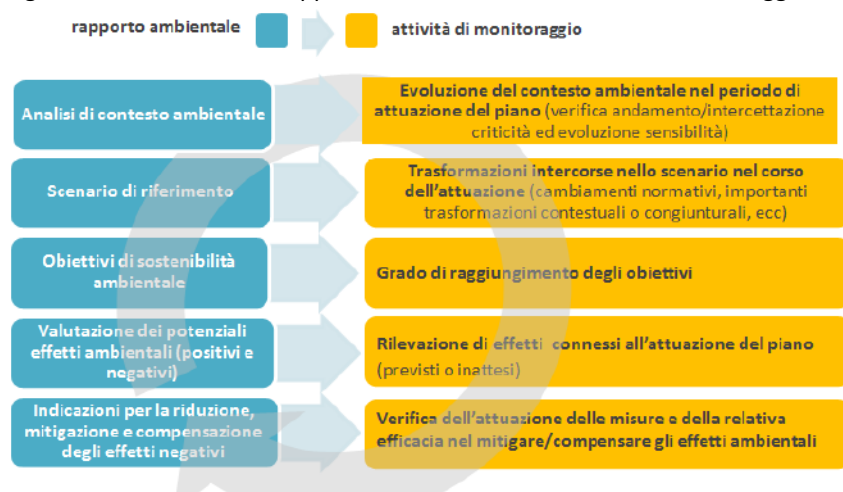 rapporto ambientale
attività di monitoraggio
Analisi di contesto ambientale
Evoluzione del contesto ambientale nel periodo di
attuazione del piano (verifica andamento/intercettazione
criticità ed evoluzione sensibilità)
Scenario di riferimento
Trasformazioni intercorse nello scenario nel corso
dell'attuazione (cambiamenti normativi, importanti
trasformazioni contestuali o congiunturali, ecc)
Obiettivi di sostenibilità
ambientale
Grado di raggiungimento degli obiettivi
Valutazione dei potenziali
effetti ambientali (positivi e
negativi)
Rilevazione di effetti connessi all'attuazione del piano
(previsti o inattesi)
Indicazioni per la riduzione,
mitigazione e compensazione
degli effetti negativi
Verifica dell'attuazione delle misure e della relativa
efficacia nel mitigare/compensare gli effetti ambientali